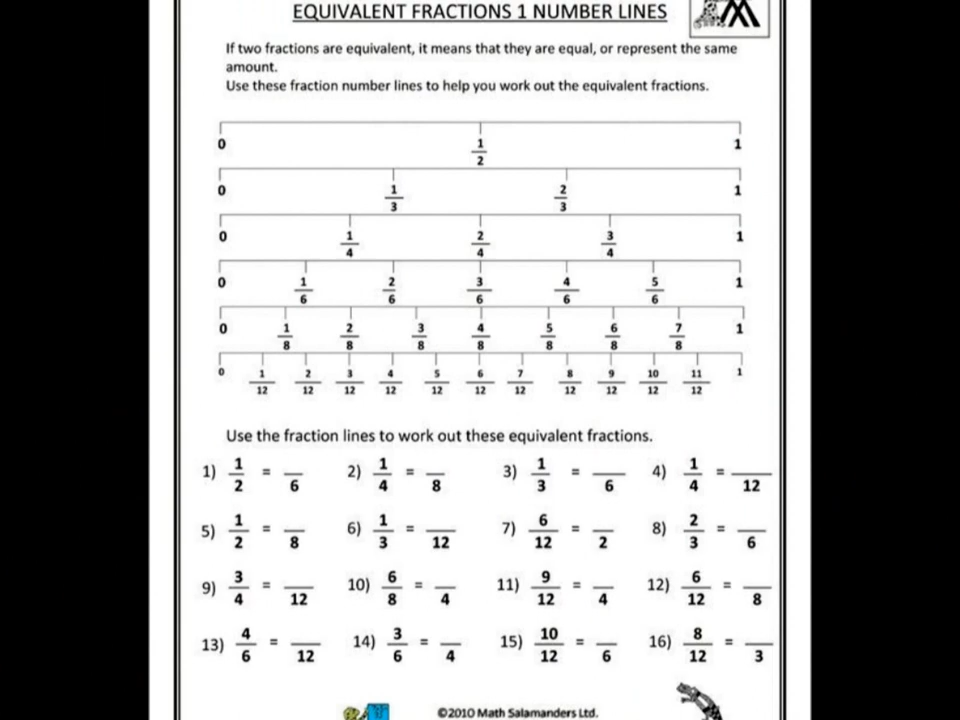 EQUIVALENT FRACTIONS 1 NUMBER LINES
If two fractions are equivalent, it means that they are equal, or represent the same
amount.
Use these fraction number lines to help you work out the equivalent fractions.
0 1/2 1
0 1/3 2/3 1
0 1/4 2/4 3/4 1
0 1/6 2/6 3/6 4/6 5/6 1
0 1/8 2/8 3/8 4/8 5/8 6/8 7/8 1
0 1/12 2/12 3/12 4/12 5/12 6/12 7/12 8/12 9/12 10/12 11/12 1
Use the fraction lines to work out these equivalent fractions.
1) 1/2 = _/6 2) 1/4 = _/8 3) 1/3 = _/6 4) 1/4 = _/12
5) 1/2 = _/8 6) 1/3 = _/12 7) 6/12 = _/2 8) 2/3 = _/6
9) 3/4 = _/12 10) 6/8 = _/4 11) 9/12 = _/4 12) 6/12 = _/8
13) 4/6 = _/12 14) 3/6 = _/4 15) 10/12 = _/6 16) 8/12 = _/3
©2010 Math Salamanders Ltd.